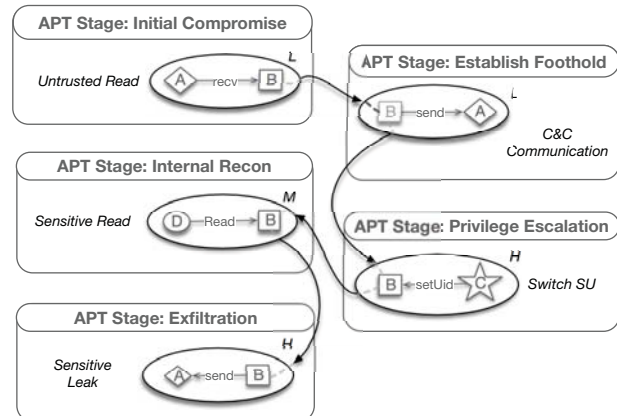 APT Stage: Initial Compromise
Untrusted Read
A
recv
B
L
APT Stage: Establish Foothold
B
send
A
L
C&C
Communication
APT Stage: Internal Recon
Sensitive Read
D
Read
B
M
APT Stage: Privilege Escalation
B
setUid
C
H
Switch SU
APT Stage: Exfiltration
Sensitive
Leak
A
send
B
H